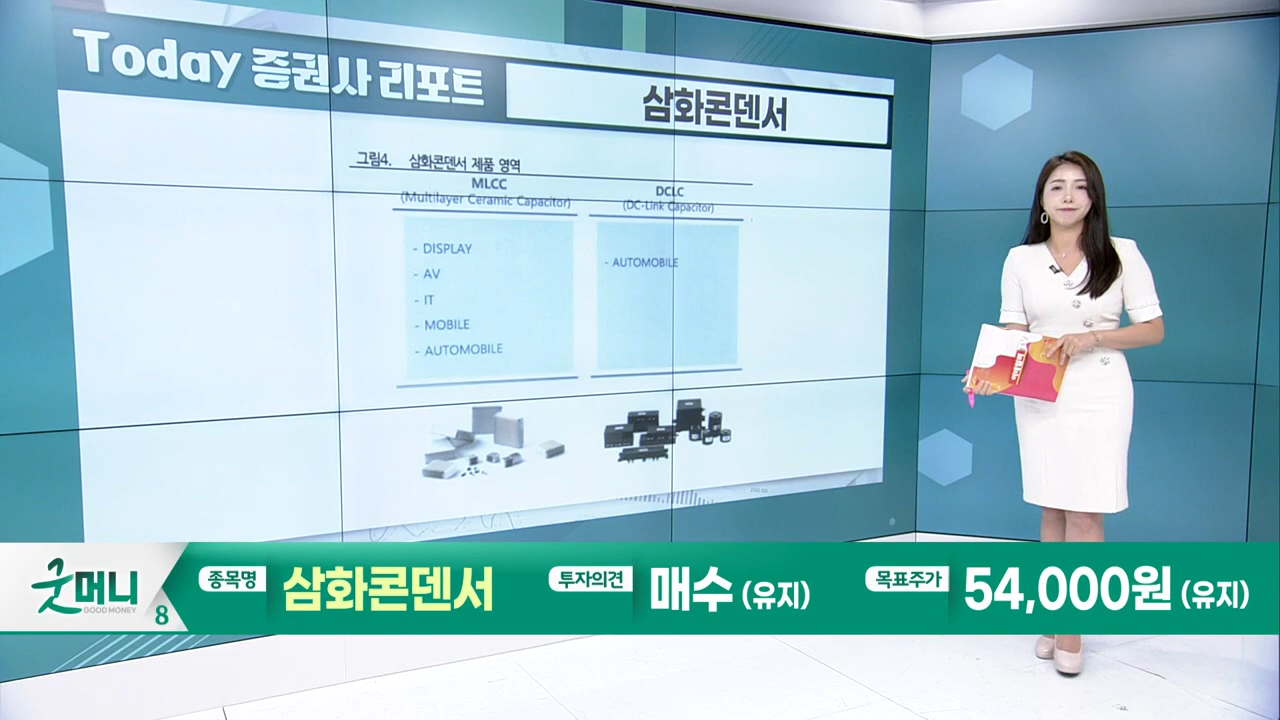 Today 증권사 리포트
삼화콘덴서
그림4. 삼화콘덴서 제품 영역
MLCC
(Multilayer Ceramic Capacitor)
- DISPLAY
- AV
- IT
- MOBILE
- AUTOMOBILE
DCLC
(DC-Link Capacitor)
- AUTOMOBILE
굿머니
GOOD MONEY
8
종목명
삼화콘덴서
투자의견
매수 (유지)
목표주가
54,000원 (유지)